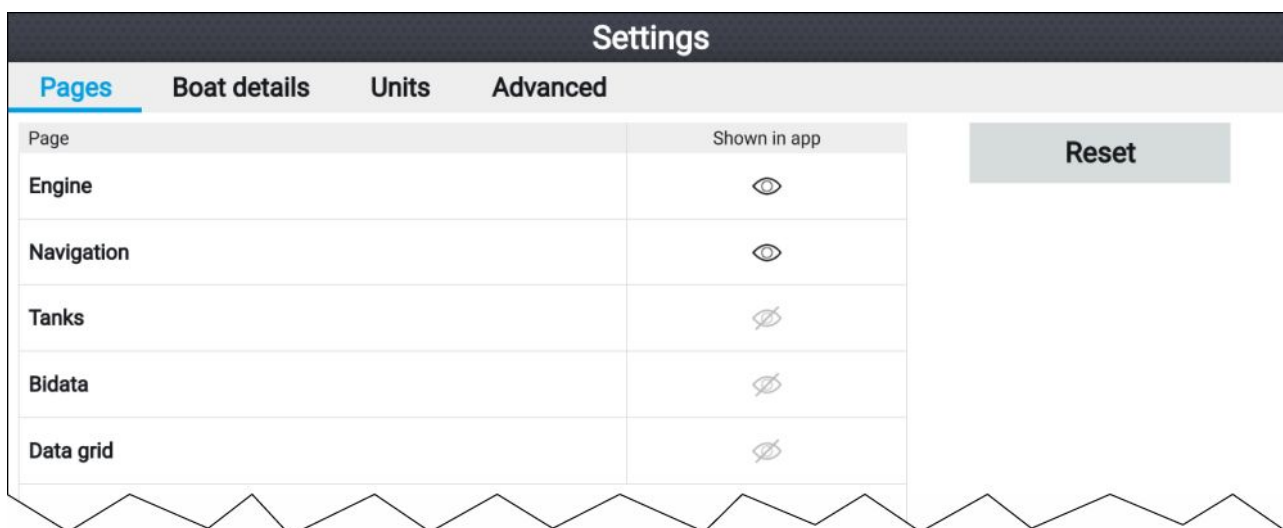 Settings
Pages Boat details Units Advanced
Page Shown in app
Reset
Engine
Navigation
Tanks
Bidata
Data grid